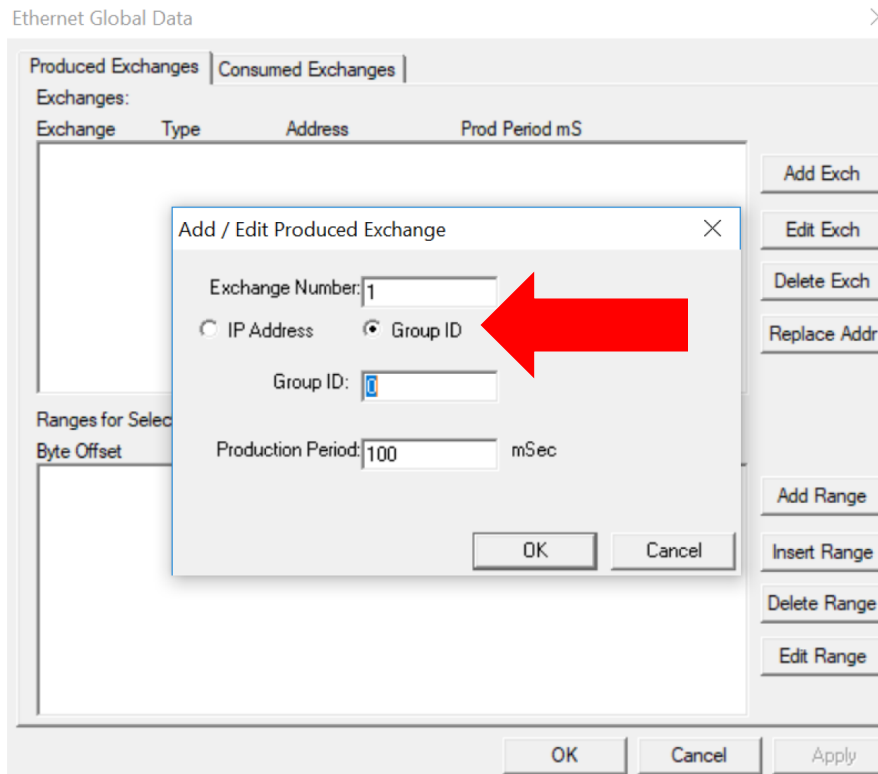 Ethernet Global Data
Produced Exchanges Consumed Exchanges
Exchanges:
Exchange Type Address Prod Period mS
Add Exch
Add / Edit Produced Exchange
Edit Exch
Exchange Number: 1
Delete Exch
IP Address Group ID
Replace Addr
Group ID: 0
Ranges for Selec
Byte Offset
Production Period: 100 mSec
Add Range
OK Cancel
Insert Range
Delete Range
Edit Range
OK Cancel Apply